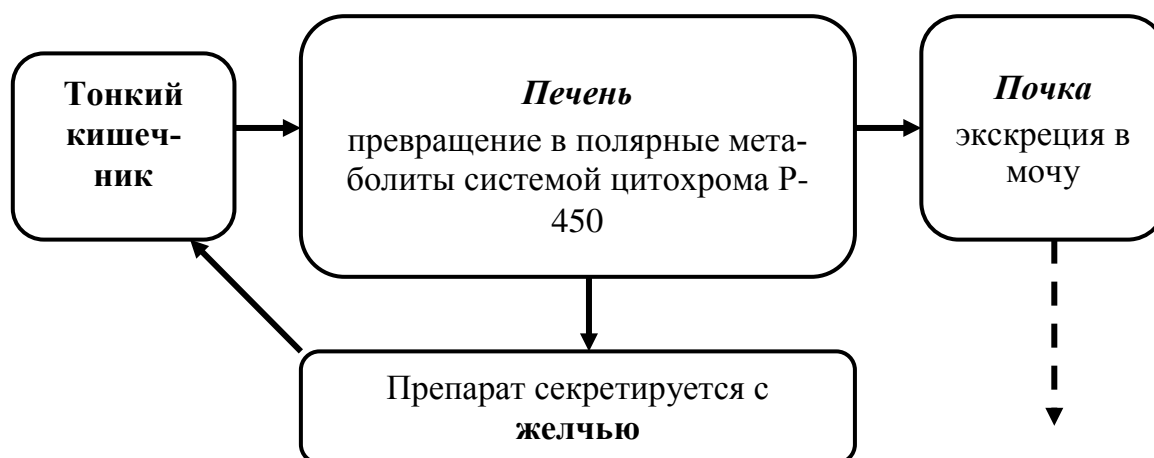 Тонкий
кишеч-
ник
Печень
превращение в полярные мета-
болиты системой цитохрома Р-
450
Почка
экскреция в
мочу
Препарат секретируется с
желчью